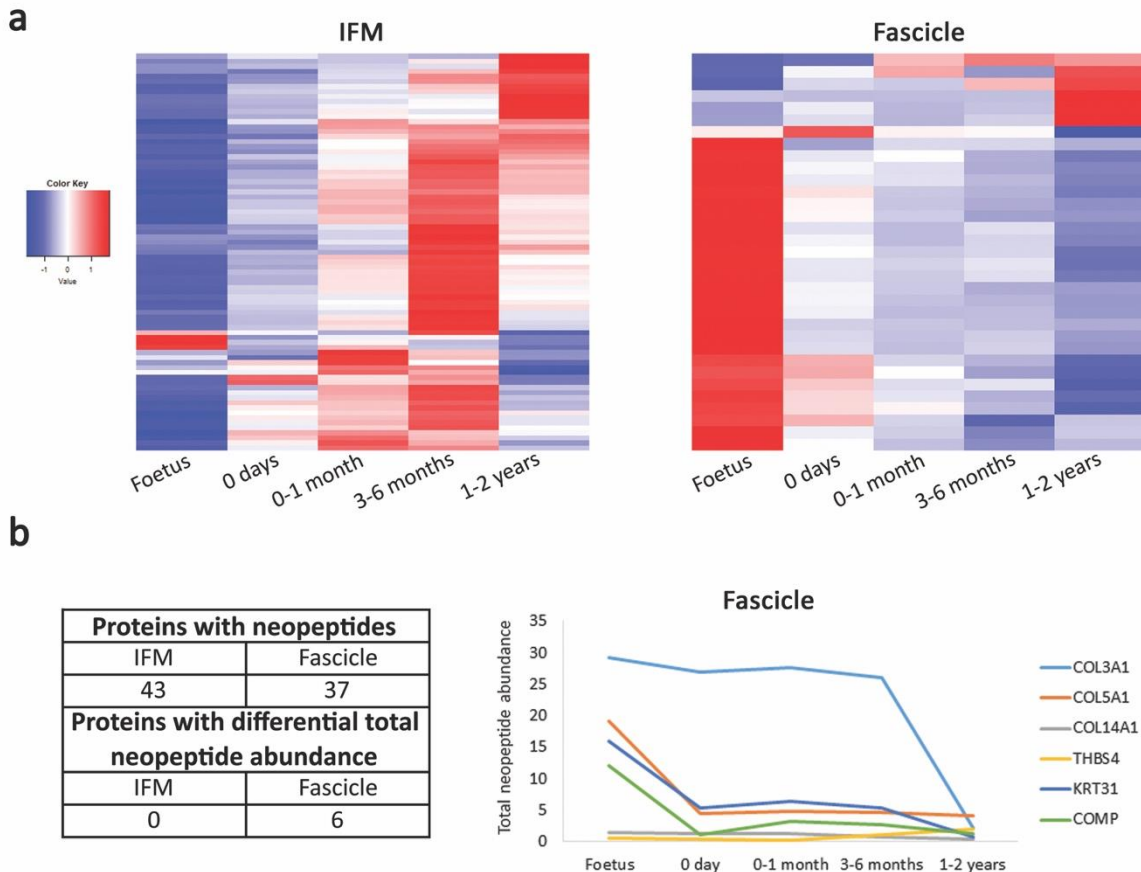 a
IFM
Fascicle
Color Key
-1 0 1
Value
Foetus 0 days 0-1 month 3-6 months 1-2 years
Foetus 0 days 0-1 month 3-6 months 1-2 years
b
Proteins with neopeptides
IFM Fascicle
43 37
Proteins with differential total
neopeptide abundance
IFM Fascicle
0 6
Fascicle
Total neopeptide abundance
35
30
25
20
15
10
5
0
Foetus 0 day 0-1 month 3-6 months 1-2 years
COL3A1
COL5A1
COL14A1
THBS4
KRT31
COMP